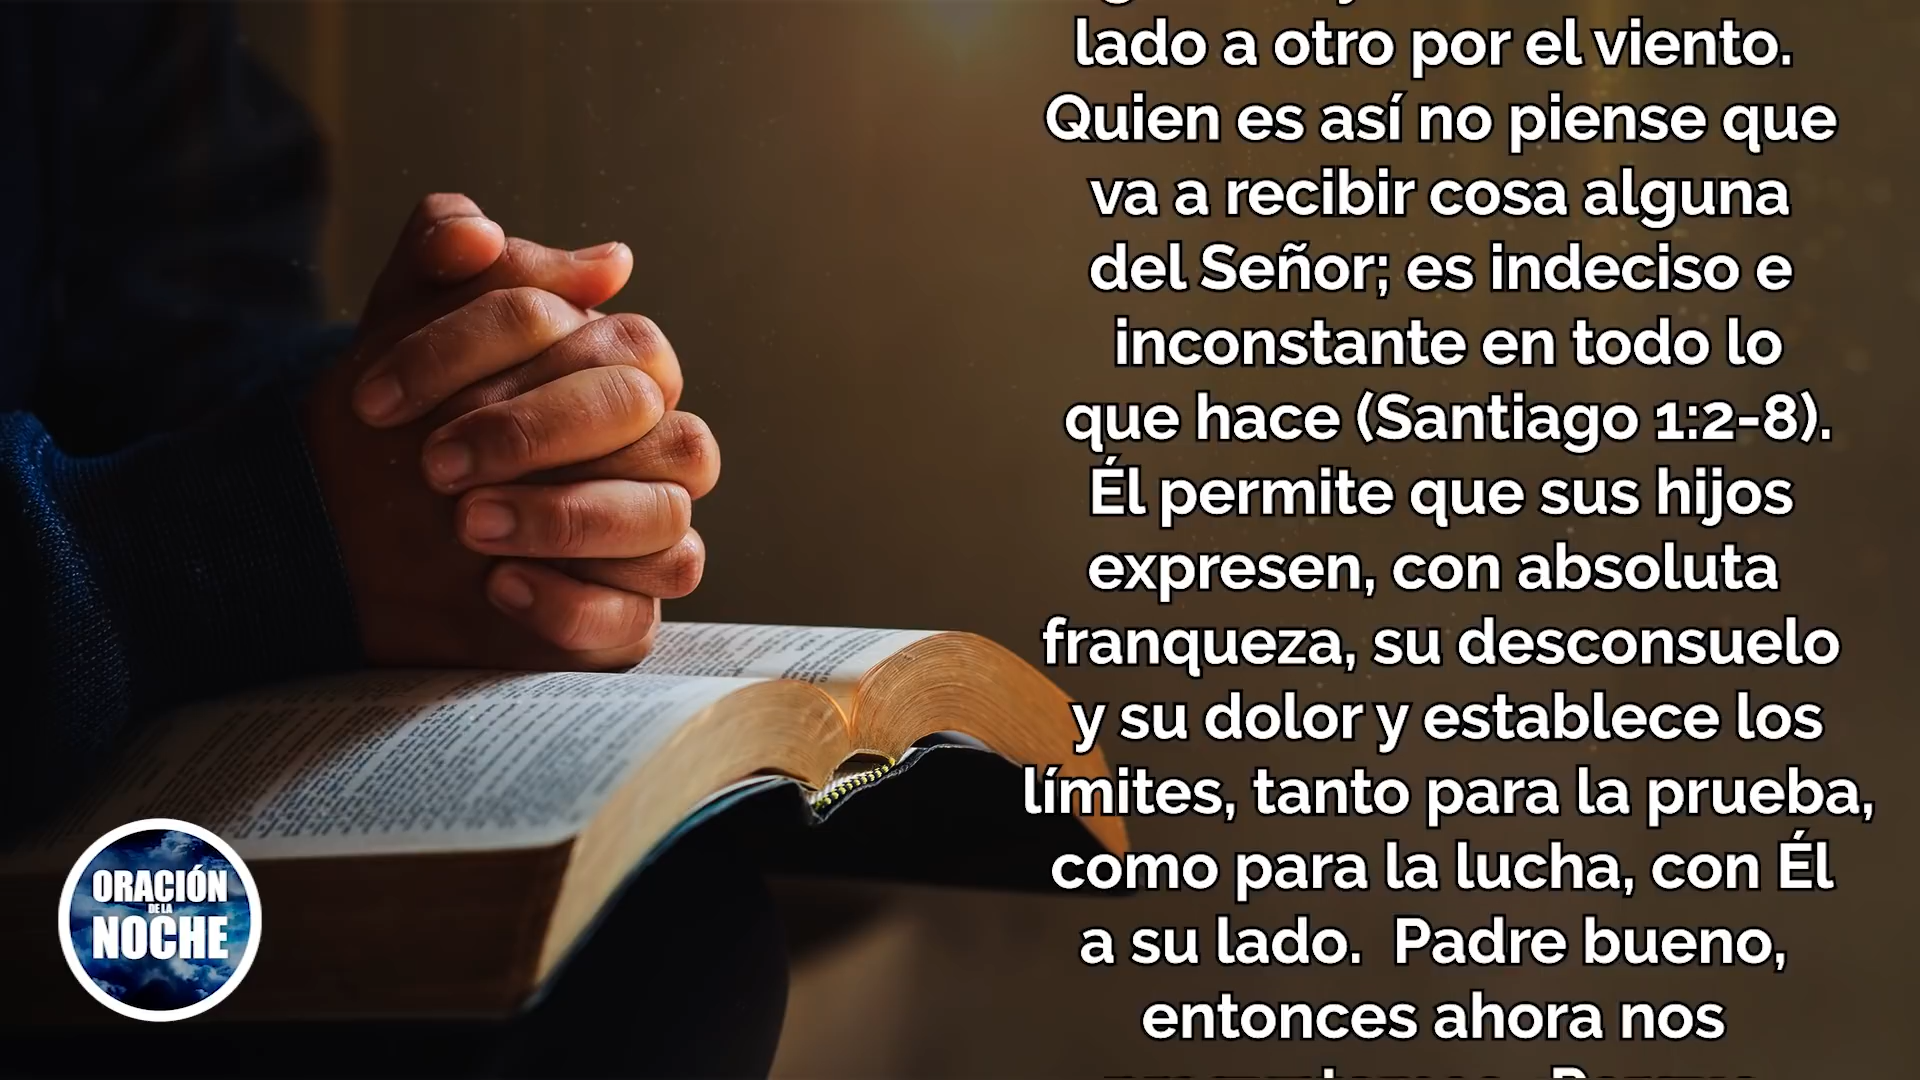 lado a otro por el viento.
Quien es así no piense que
va a recibir cosa alguna
del Señor; es indeciso e
inconstante en todo lo
que hace (Santiago 1:2-8).
Él permite que sus hijos
expresen, con absoluta
franqueza, su desconsuelo
y su dolor y establece los
límites, tanto para la prueba,
como para la lucha, con Él
a su lado.  Padre bueno,
entonces ahora nos
ORACIÓN
DE LA
NOCHE